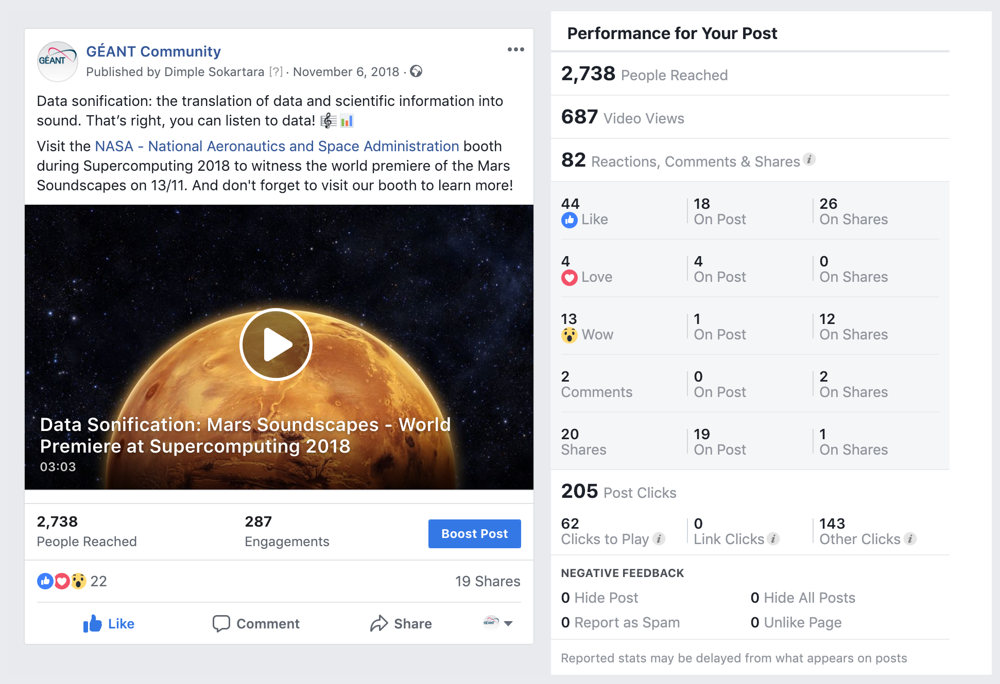 GÉANT
GÉANT Community
Published by Dimple Sokartara [?] · November 6, 2018 ·
Data sonification: the translation of data and scientific information into
sound. That’s right, you can listen to data! 🎼📊
Visit the NASA - National Aeronautics and Space Administration booth
during Supercomputing 2018 to witness the world premiere of the Mars
Soundscapes on 13/11. And don't forget to visit our booth to learn more!
Data Sonification: Mars Soundscapes - World
Premiere at Supercomputing 2018
03:03
2,738
People Reached
287
Engagements
Boost Post
22
19 Shares
Like
Comment
Share
GÉANT
Performance for Your Post
2,738 People Reached
687 Video Views
82 Reactions, Comments & Shares i
44
Like
18
On Post
26
On Shares
4
Love
4
On Post
0
On Shares
13
Wow
1
On Post
12
On Shares
2
Comments
0
On Post
2
On Shares
20
Shares
19
On Post
1
On Shares
205 Post Clicks
62
Clicks to Play i
0
Link Clicks i
143
Other Clicks i
NEGATIVE FEEDBACK
0 Hide Post
0 Hide All Posts
0 Report as Spam
0 Unlike Page
Reported stats may be delayed from what appears on posts